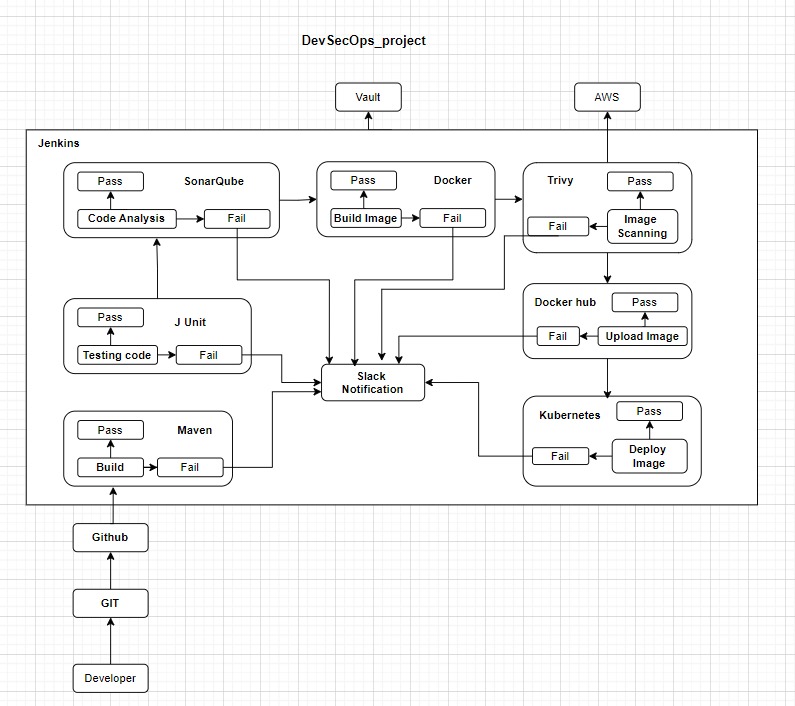 DevSecOps_project
Vault
AWS
Jenkins
Pass
SonarQube
Code Analysis
Fail
Pass
Docker
Build Image
Fail
Trivy
Pass
Fail
Image
Scanning
Pass
J Unit
Testing code
Fail
Docker hub
Pass
Fail
Upload Image
Slack
Notification
Pass
Maven
Build
Fail
Kubernetes
Pass
Fail
Deploy
Image
Github
GIT
Developer